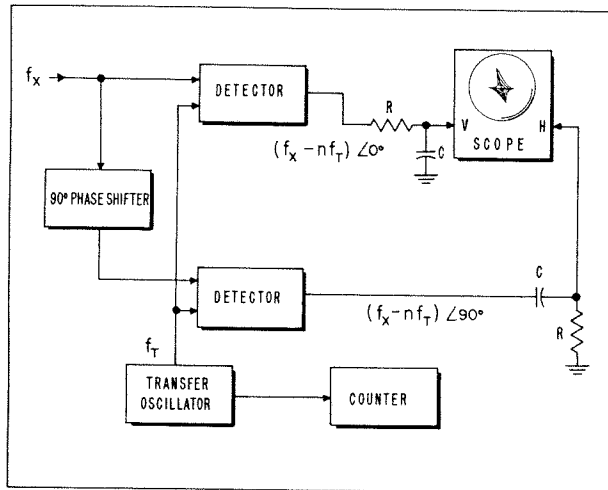 f_X
DETECTOR
R
C
V
H
SCOPE
(f_X - nf_T) ∠0°
90° PHASE SHIFTER
DETECTOR
C
(f_X - nf_T) ∠90°
R
f_T
TRANSFER
OSCILLATOR
COUNTER